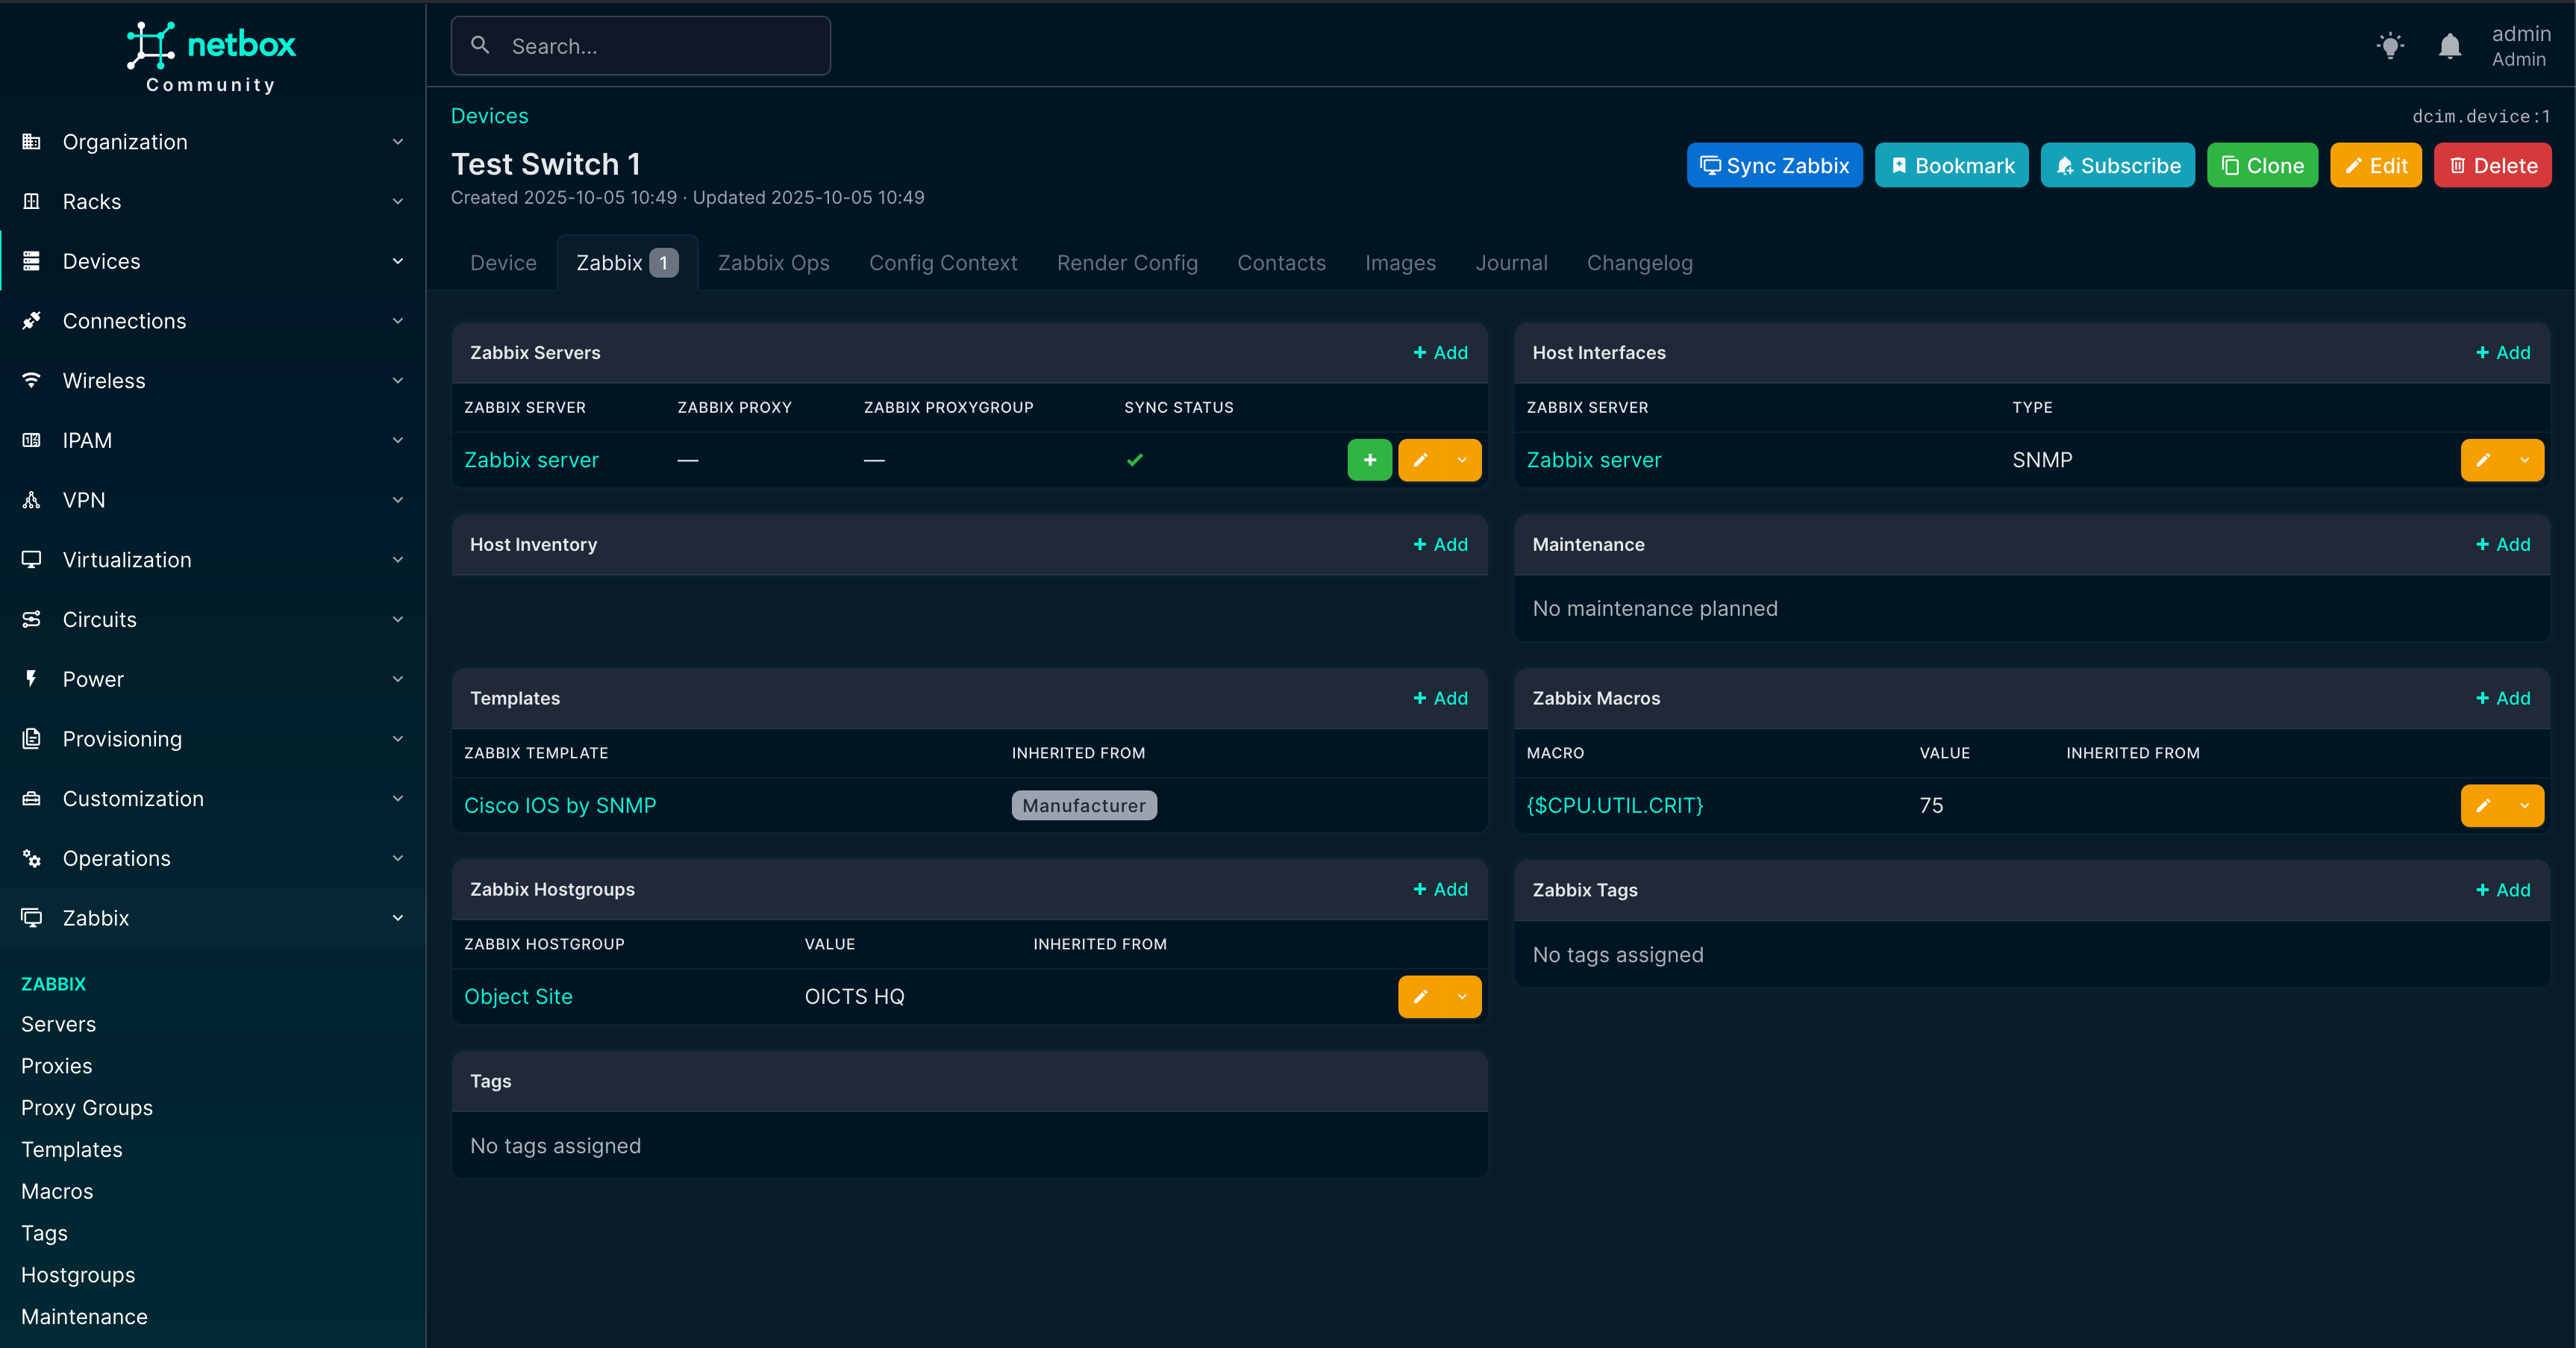 netbox
Community
Organization
Racks
Devices
Connections
Wireless
IPAM
VPN
Virtualization
Circuits
Power
Provisioning
Customization
Operations
Zabbix
ZABBIX
Servers
Proxies
Proxy Groups
Templates
Macros
Tags
Hostgroups
Maintenance
Search...
admin
Admin
Devices
dcim.device:1
Test Switch 1
Created 2025-10-05 10:49 · Updated 2025-10-05 10:49
Sync Zabbix Bookmark Subscribe Clone Edit Delete
Device Zabbix 1 Zabbix Ops Config Context Render Config Contacts Images Journal Changelog
Zabbix Servers + Add
ZABBIX SERVER ZABBIX PROXY ZABBIX PROXYGROUP SYNC STATUS
Zabbix server — —
Host Interfaces + Add
ZABBIX SERVER TYPE
Zabbix server SNMP
Host Inventory + Add
Maintenance + Add
No maintenance planned
Templates + Add
ZABBIX TEMPLATE INHERITED FROM
Cisco IOS by SNMP Manufacturer
Zabbix Macros + Add
MACRO VALUE INHERITED FROM
{$CPU.UTIL.CRIT} 75
Zabbix Hostgroups + Add
ZABBIX HOSTGROUP VALUE INHERITED FROM
Object Site OICTS HQ
Zabbix Tags + Add
No tags assigned
Tags
No tags assigned